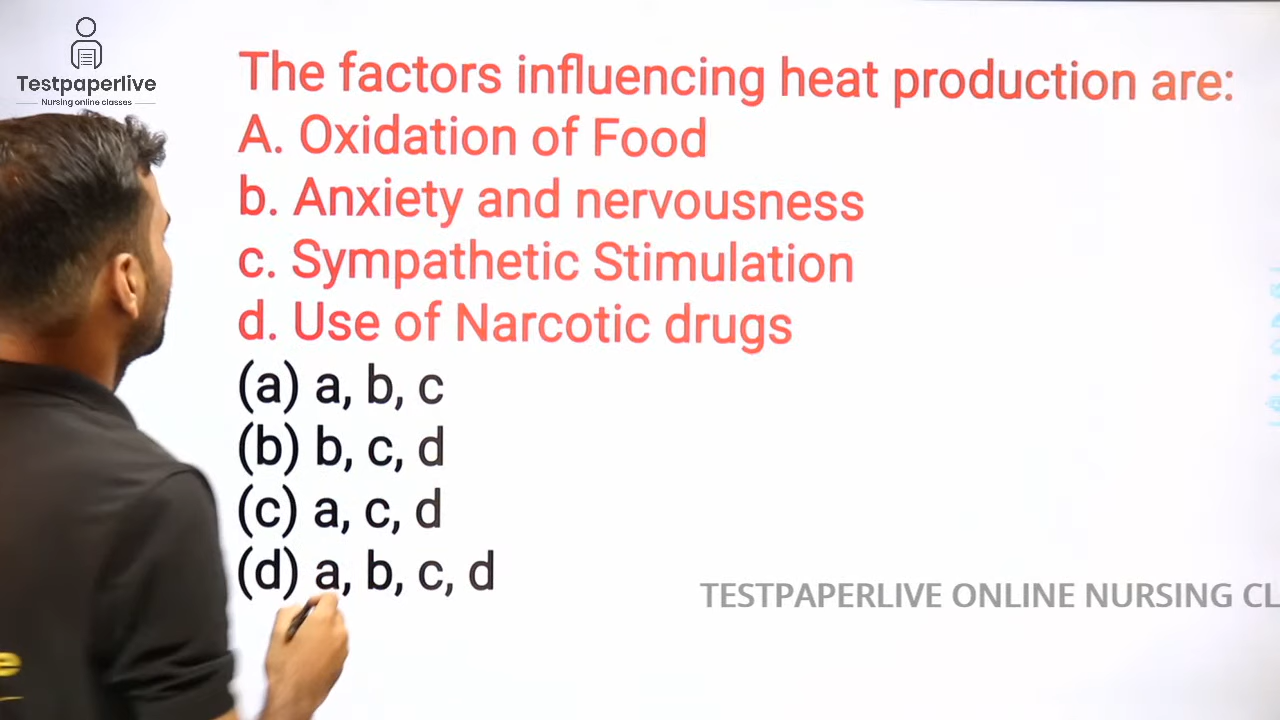 Testpaperlive
Nursing online classes
The factors influencing heat production are:
A. Oxidation of Food
b. Anxiety and nervousness
c. Sympathetic Stimulation
d. Use of Narcotic drugs
(a) a, b, c
(b) b, c, d
(c) a, c, d
(d) a, b, c, d
TESTPAPERLIVE ONLINE NURSING CL